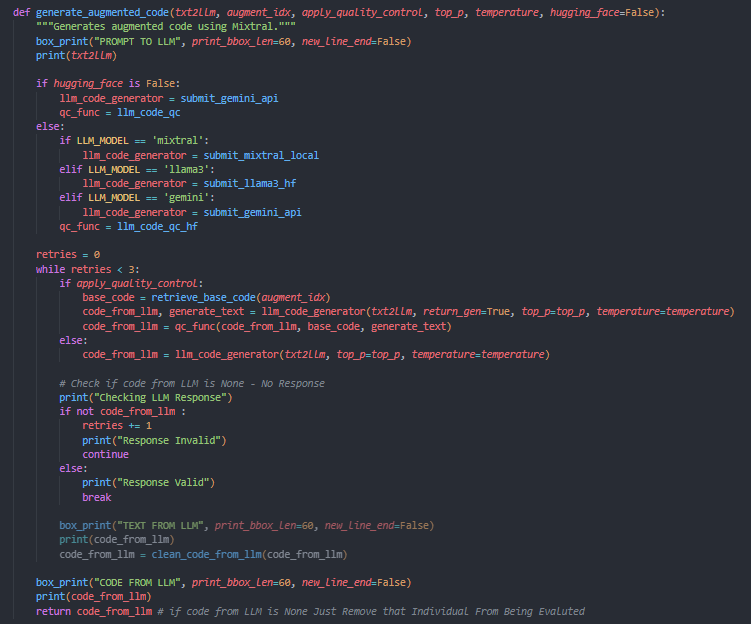 def generate_augmented_code(txt2llm, augment_idx, apply_quality_control, top_p, temperature, hugging_face=False):
    """Generates augmented code using Mixtral."""
    box_print("PROMPT TO LLM", print_bbox_len=60, new_line_end=False)
    print(txt2llm)

    if hugging_face is False:
        llm_code_generator = submit_gemini_api
        qc_func = llm_code_qc
    else:
        if LLM_MODEL == 'mixtral':
            llm_code_generator = submit_mixtral_local
        elif LLM_MODEL == 'llama3':
            llm_code_generator = submit_llama3_hf
        elif LLM_MODEL == 'gemini':
            llm_code_generator = submit_gemini_api
        qc_func = llm_code_qc_hf

    retries = 0
    while retries < 3:
        if apply_quality_control:
            base_code = retrieve_base_code(augment_idx)
            code_from_llm, generate_text = llm_code_generator(txt2llm, return_gen=True, top_p=top_p, temperature=temperature)
            code_from_llm = qc_func(code_from_llm, base_code, generate_text)
        else:
            code_from_llm = llm_code_generator(txt2llm, top_p=top_p, temperature=temperature)

        # Check if code from LLM is None - No Response
        print("Checking LLM Response")
        if not code_from_llm :
            retries += 1
            print("Response Invalid")
            continue
        else:
            print("Response Valid")
            break

        box_print("TEXT FROM LLM", print_bbox_len=60, new_line_end=False)
        print(code_from_llm)
        code_from_llm = clean_code_from_llm(code_from_llm)

    box_print("CODE FROM LLM", print_bbox_len=60, new_line_end=False)
    print(code_from_llm)
    return code_from_llm # if code from LLM is None Just Remove that Individual From Being Evaluted